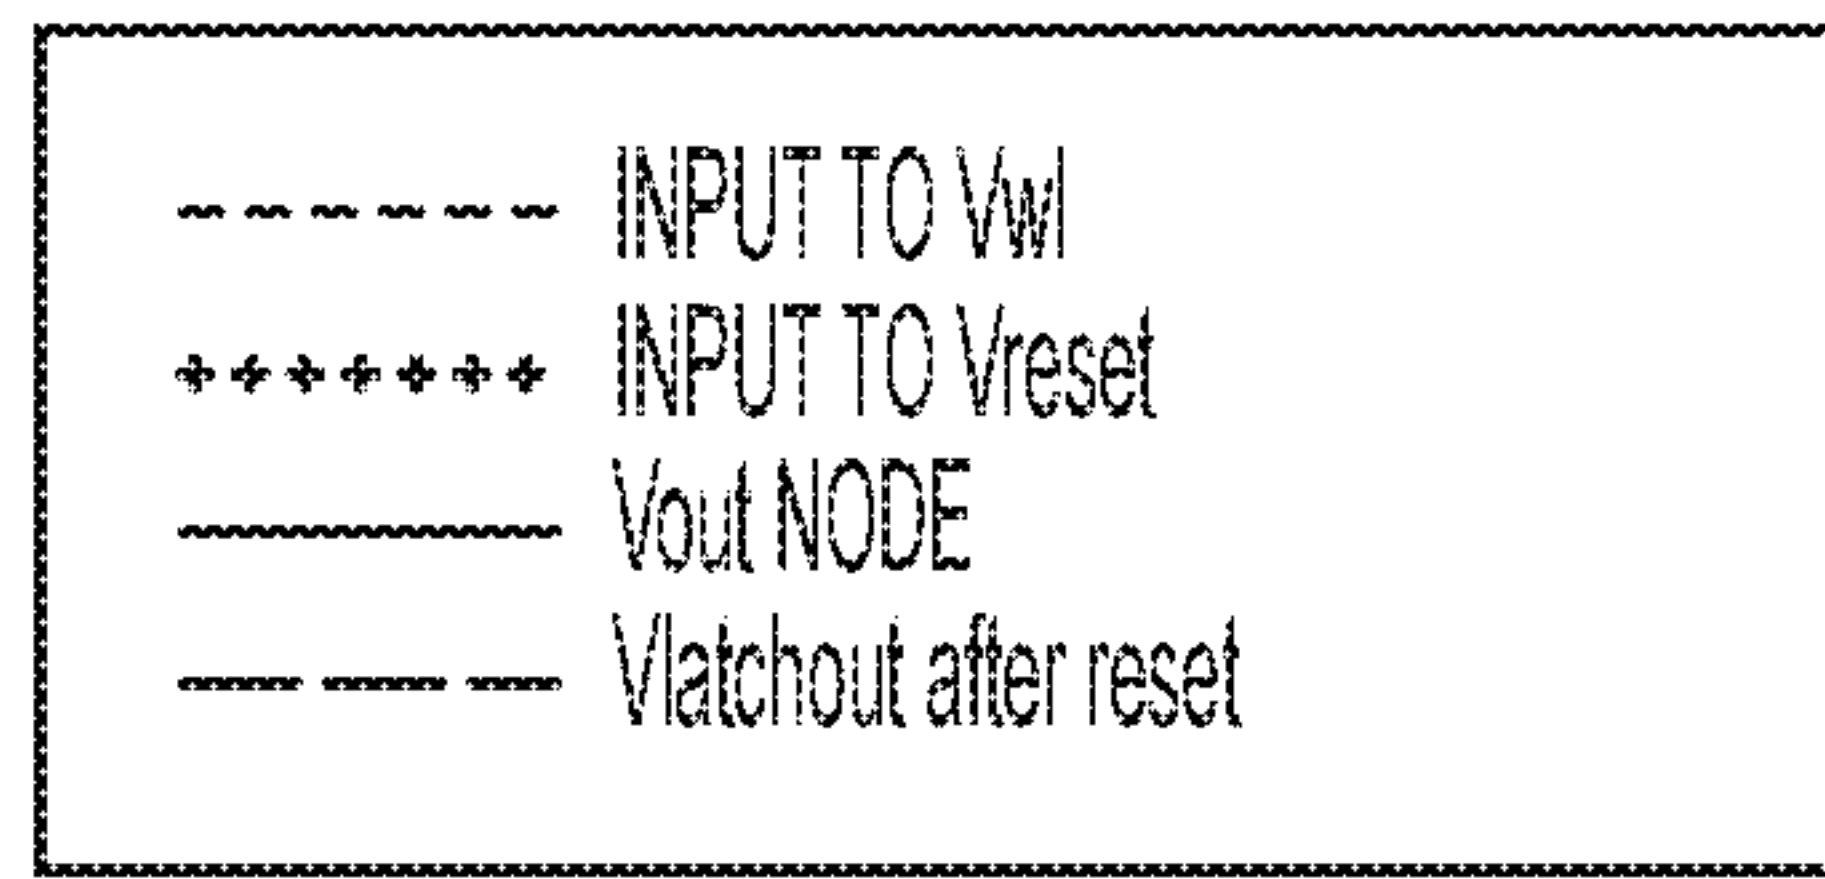 INPUT TO Vwl
INPUT TO Vreset
Vout NODE
Vlatchout after reset